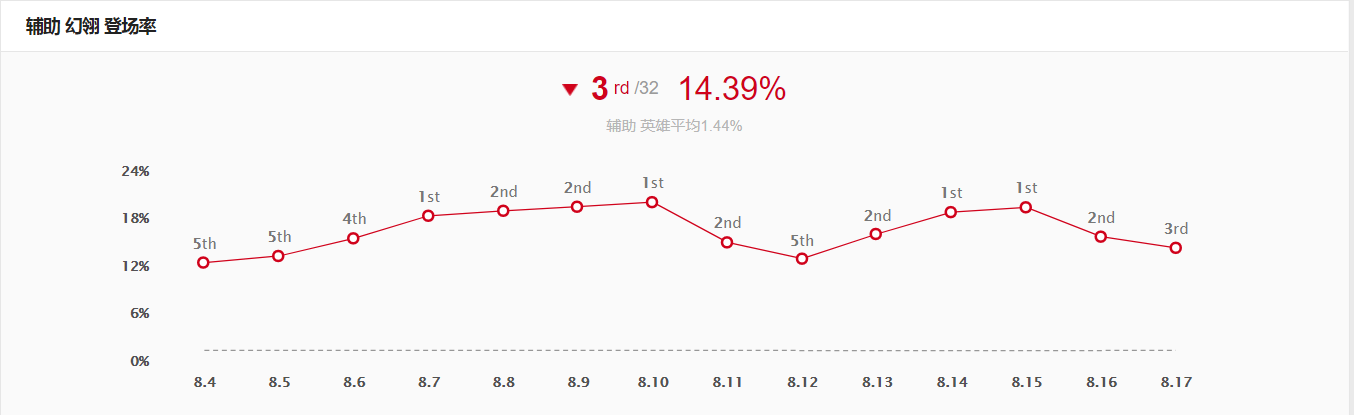 辅助 幻翎 登场率
▼ 3 rd /32 14.39%
辅助 英雄平均1.44%
24%
18%
12%
6%
0%
5th 5th 4th 1st 2nd 2nd 1st 2nd 5th 2nd 1st 1st 2nd 3rd
8.4 8.5 8.6 8.7 8.8 8.9 8.10 8.11 8.12 8.13 8.14 8.15 8.16 8.17